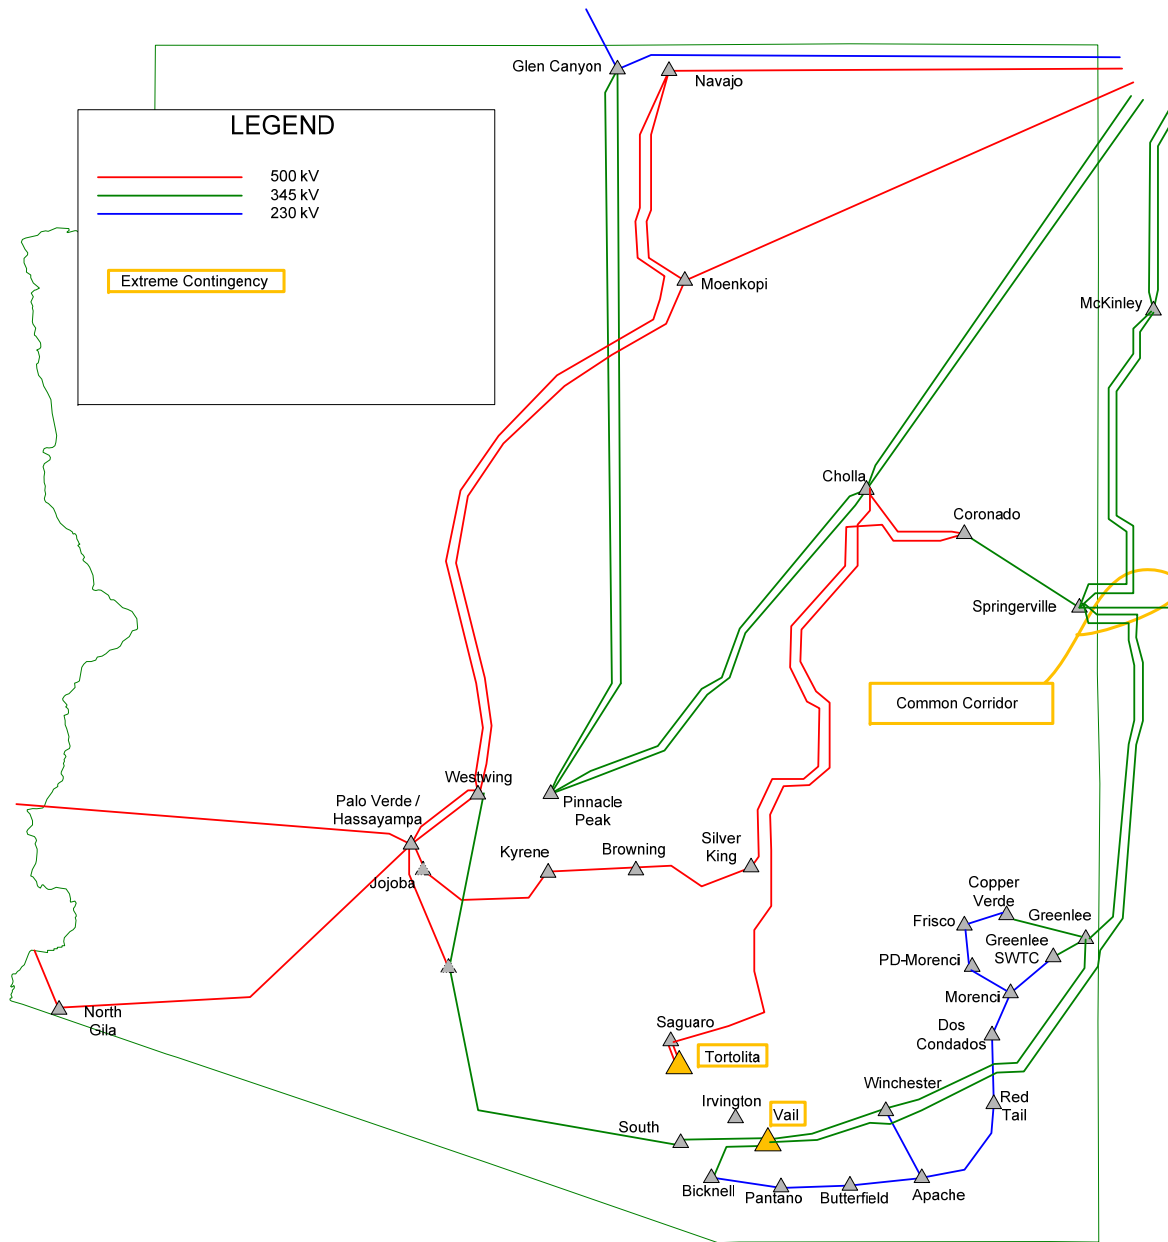 Glen Canyon
Navajo
LEGEND
500 kV
345 kV
230 kV
Extreme Contingency
Moenkopi
McKinley
Cholla
Coronado
Springerville
Common Corridor
Westwing
Palo Verde /
Hassayampa
Pinnacle
Peak
Silver
King
Kyrene
Browning
Jojoba
Copper
Verde
Frisco
Greenlee
Greenlee
SWTC
PD-Morenci
Morenci
North
Gila
Saguaro
Dos
Condados
Tortolita
Winchester
Irvington
Vail
Red
Tail
South
Bicknell
Pantano
Butterfield
Apache